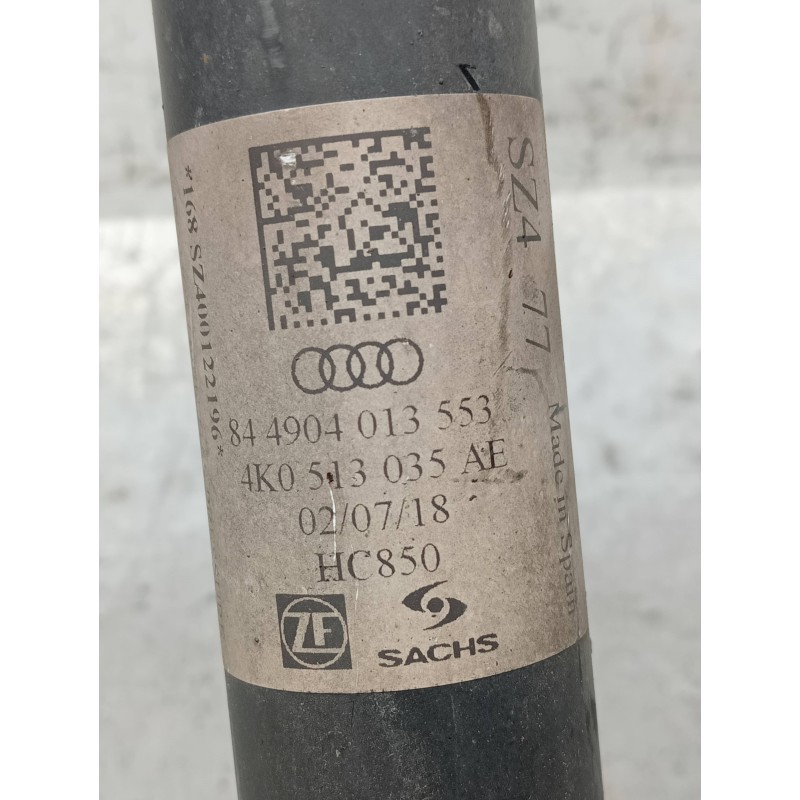 84 4904 013 553
4K0 513 035 AE
02/07/18
HC850
ZF
SACHS
*168 SZ400122196*
SZ4 77
Made in Spain